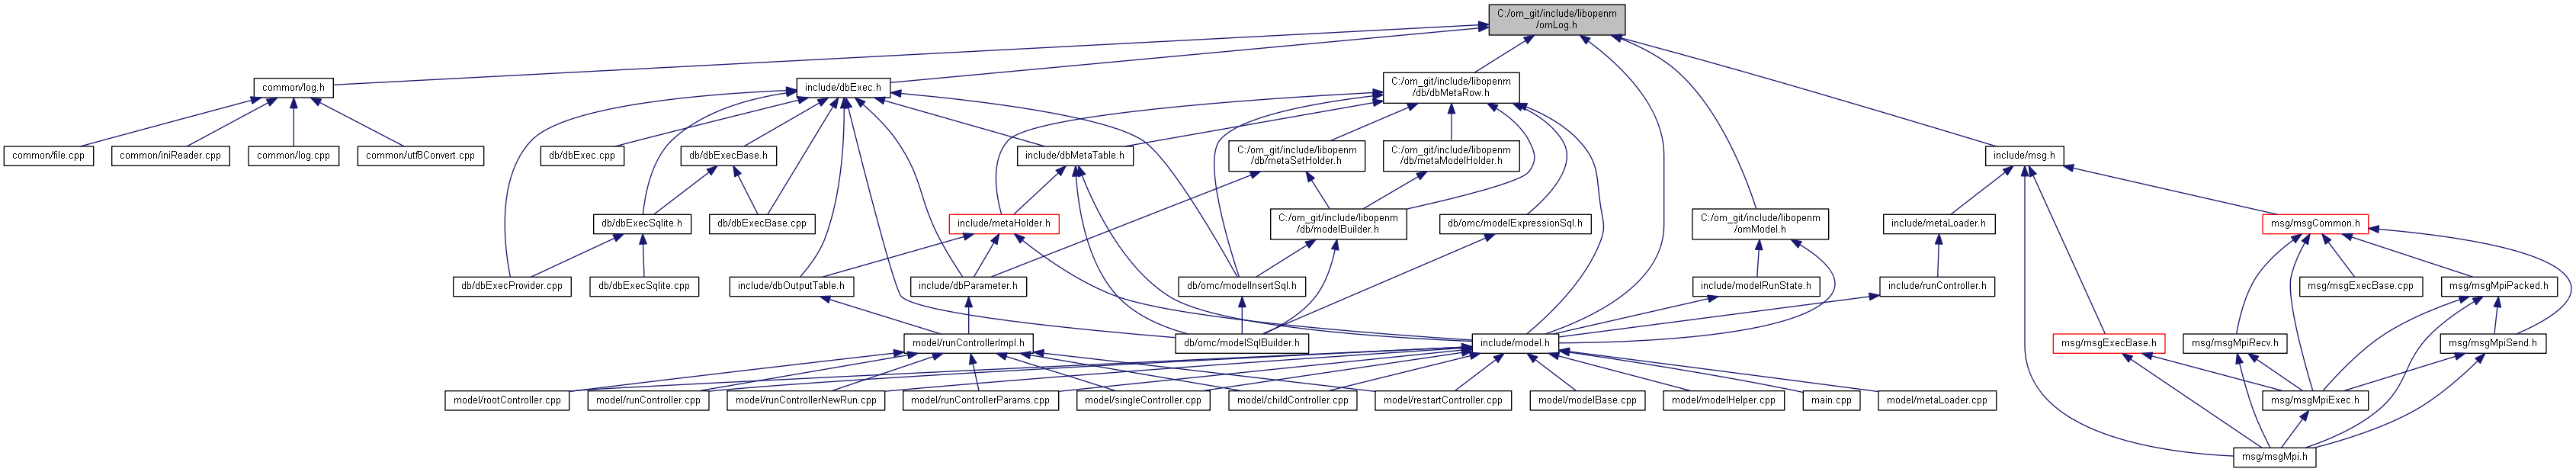 C:/om_git/include/libopenm
/omLog.h
common/log.h
include/dbExec.h
C:/om_git/include/libopenm
/db/dbMetaRow.h
common/file.cpp
common/iniReader.cpp
common/log.cpp
common/utf8Convert.cpp
db/dbExec.cpp
db/dbExecBase.h
include/dbMetaTable.h
C:/om_git/include/libopenm
/db/metaSetHolder.h
C:/om_git/include/libopenm
/db/metaModelHolder.h
include/msg.h
db/dbExecSqlite.h
db/dbExecBase.cpp
include/metaHolder.h
C:/om_git/include/libopenm
/db/modelBuilder.h
db/omc/modelExpressionSql.h
C:/om_git/include/libopenm
/omModel.h
include/metaLoader.h
msg/msgCommon.h
db/dbExecProvider.cpp
db/dbExecSqlite.cpp
include/dbOutputTable.h
include/dbParameter.h
db/omc/modelInsertSql.h
include/modelRunState.h
include/runController.h
msg/msgExecBase.cpp
msg/msgMpiPacked.h
model/runControllerImpl.h
db/omc/modelSqlBuilder.h
include/model.h
msg/msgExecBase.h
msg/msgMpiRecv.h
msg/msgMpiSend.h
model/rootController.cpp
model/runController.cpp
model/runControllerNewRun.cpp
model/runControllerParams.cpp
model/singleController.cpp
model/childController.cpp
model/restartController.cpp
model/modelBase.cpp
model/modelHelper.cpp
main.cpp
model/metaLoader.cpp
msg/msgMpiExec.h
msg/msgMpi.h